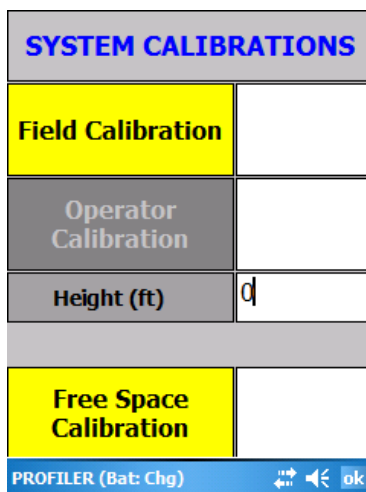 SYSTEM CALIBRATIONS
Field Calibration
Operator
Calibration
Height (ft) 0
Free Space
Calibration
PROFILER (Bat: Chg) ok